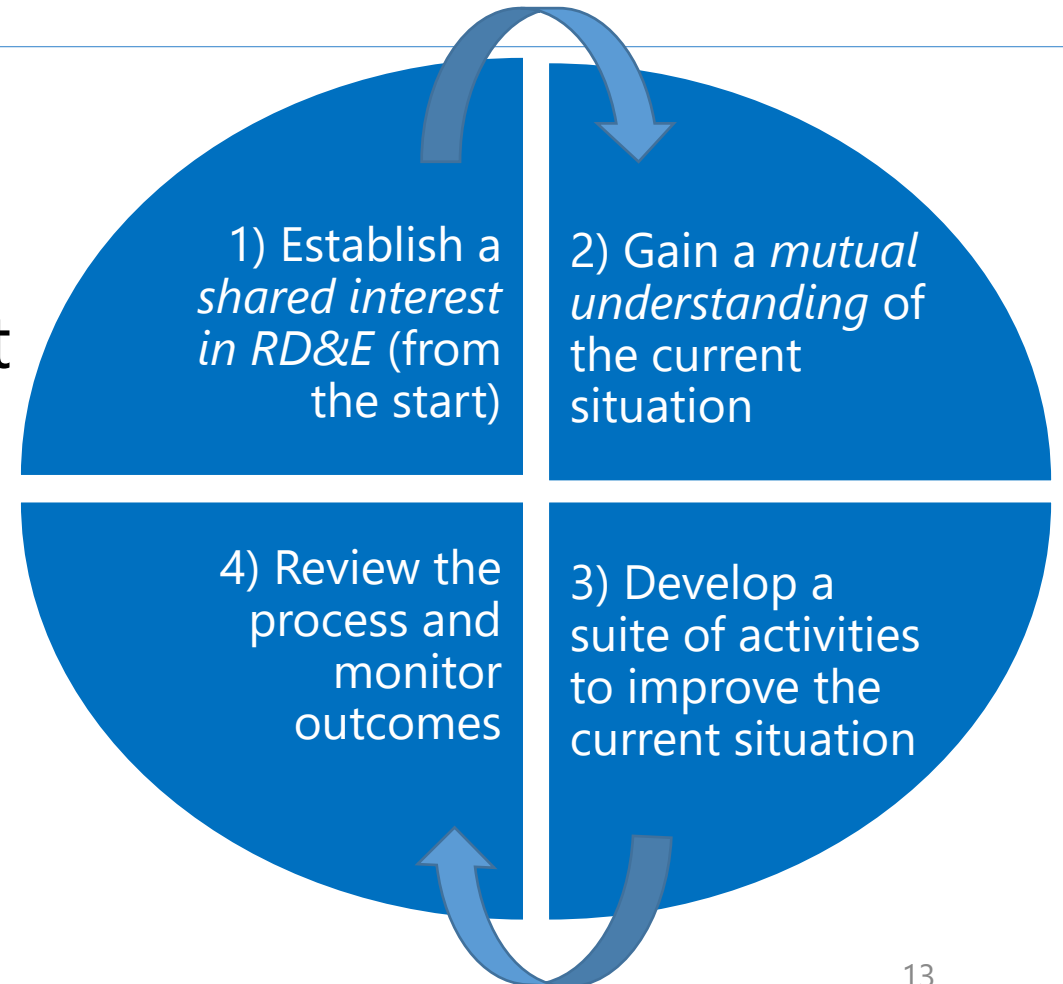 1) Establish a
shared interest
in RD&E (from
the start)
2) Gain a mutual
understanding of
the current
situation
t
4) Review the
process and
monitor
outcomes
3) Develop a
suite of activities
to improve the
current situation
13